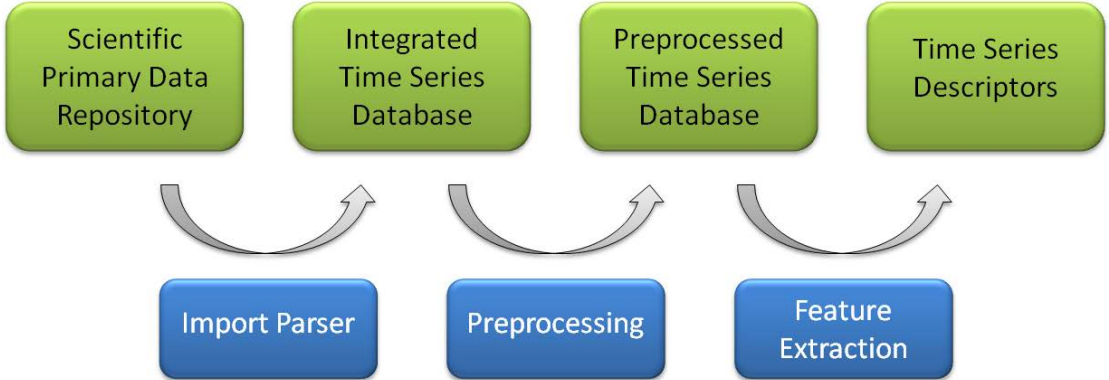 Scientific
Primary Data
Repository
Integrated
Time Series
Database
Preprocessed
Time Series
Database
Time Series
Descriptors
Import Parser
Preprocessing
Feature
Extraction